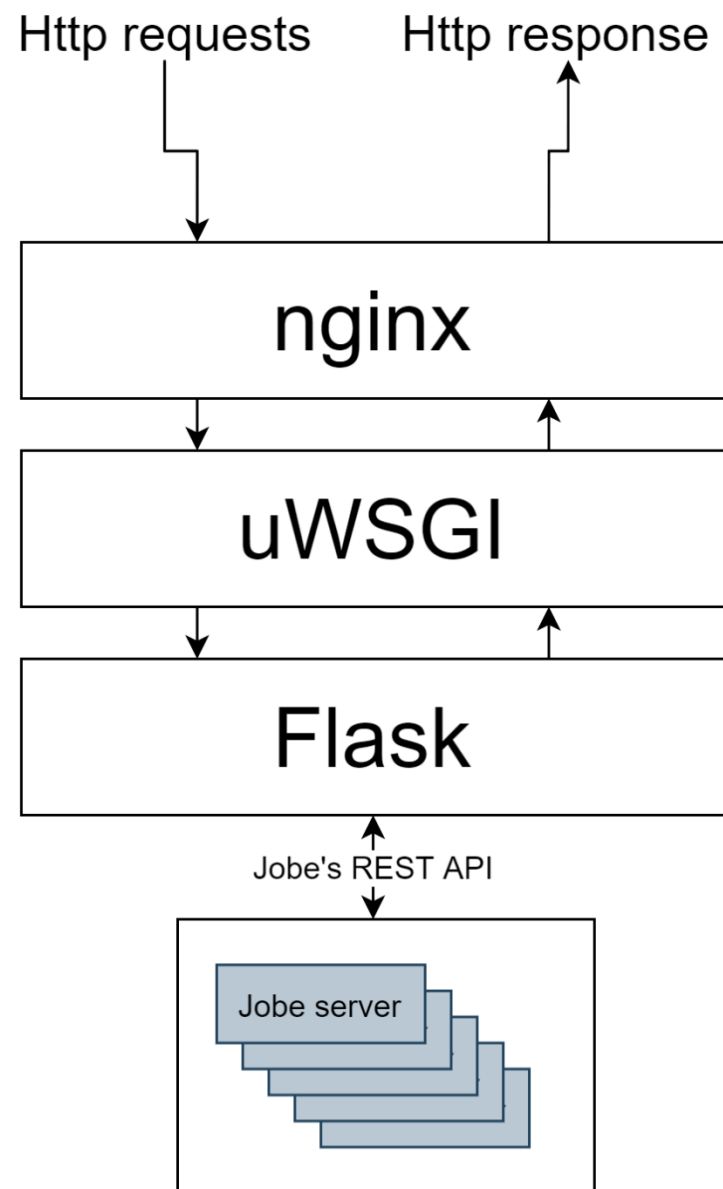 Http requests
Http response
nginx
uWSGI
Flask
Jobe's REST API
Jobe server